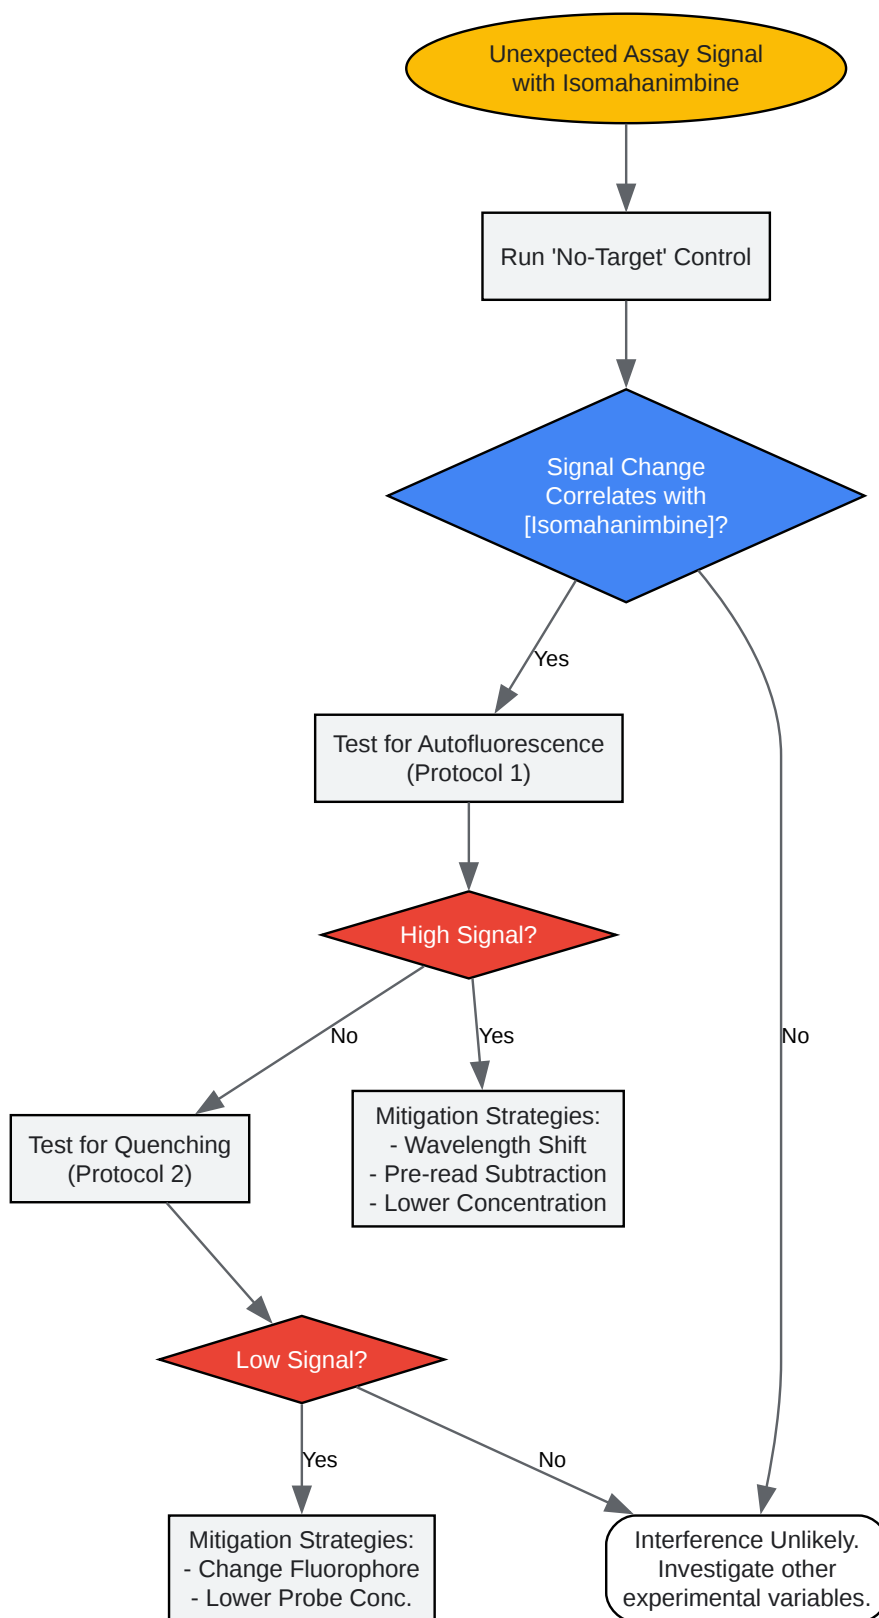 Unexpected Assay Signal
with Isomahanimbine
Run 'No-Target' Control
Signal Change
Correlates with
[Isomahanimbine]?
Yes
Test for Autofluorescence
(Protocol 1)
High Signal?
No
Yes
No
Mitigation Strategies:
- Wavelength Shift
- Pre-read Subtraction
- Lower Concentration
Test for Quenching
(Protocol 2)
Low Signal?
Yes
No
Mitigation Strategies:
- Change Fluorophore
- Lower Probe Conc.
Interference Unlikely.
Investigate other
experimental variables.